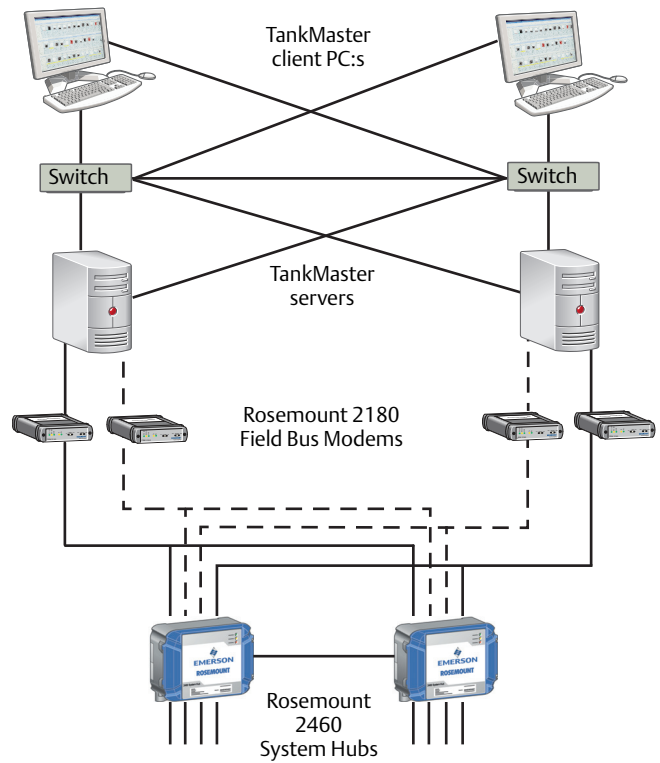 TankMaster
client PC:s
Switch
Switch
TankMaster
servers
Rosemount 2180
Field Bus Modems
EMERSON
ROSEMOUNT
EMERSON
ROSEMOUNT
Rosemount
2460
System Hubs